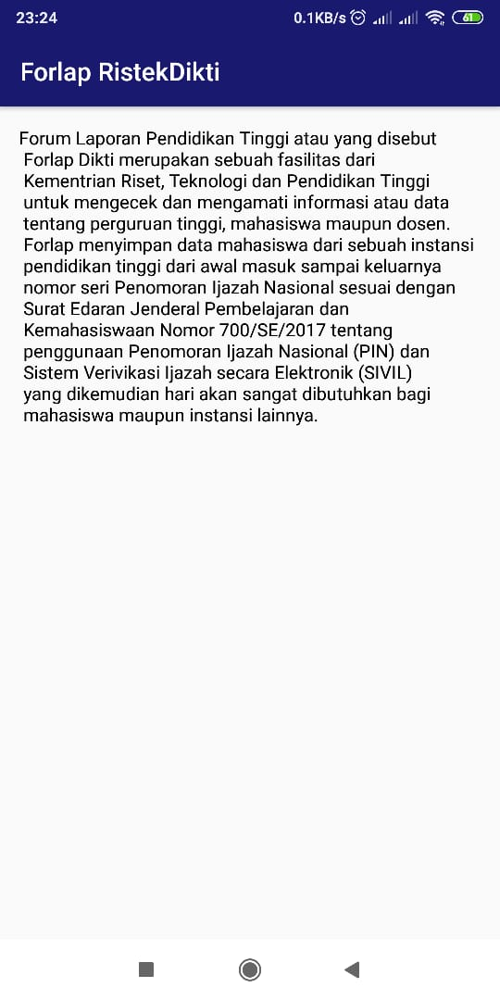 23:24
0.1KB/s
61
Forlap RistekDikti
Forum Laporan Pendidikan Tinggi atau yang disebut
Forlap Dikti merupakan sebuah fasilitas dari
Kementrian Riset, Teknologi dan Pendidikan Tinggi
untuk mengecek dan mengamati informasi atau data
tentang perguruan tinggi, mahasiswa maupun dosen.
Forlap menyimpan data mahasiswa dari sebuah instansi
pendidikan tinggi dari awal masuk sampai keluarnya
nomor seri Penomoran Ijazah Nasional sesuai dengan
Surat Edaran Jenderal Pembelajaran dan
Kemahasiswaan Nomor 700/SE/2017 tentang
penggunaan Penomoran Ijazah Nasional (PIN) dan
Sistem Verivikasi Ijazah secara Elektronik (SIVIL)
yang dikemudian hari akan sangat dibutuhkan bagi
mahasiswa maupun instansi lainnya.